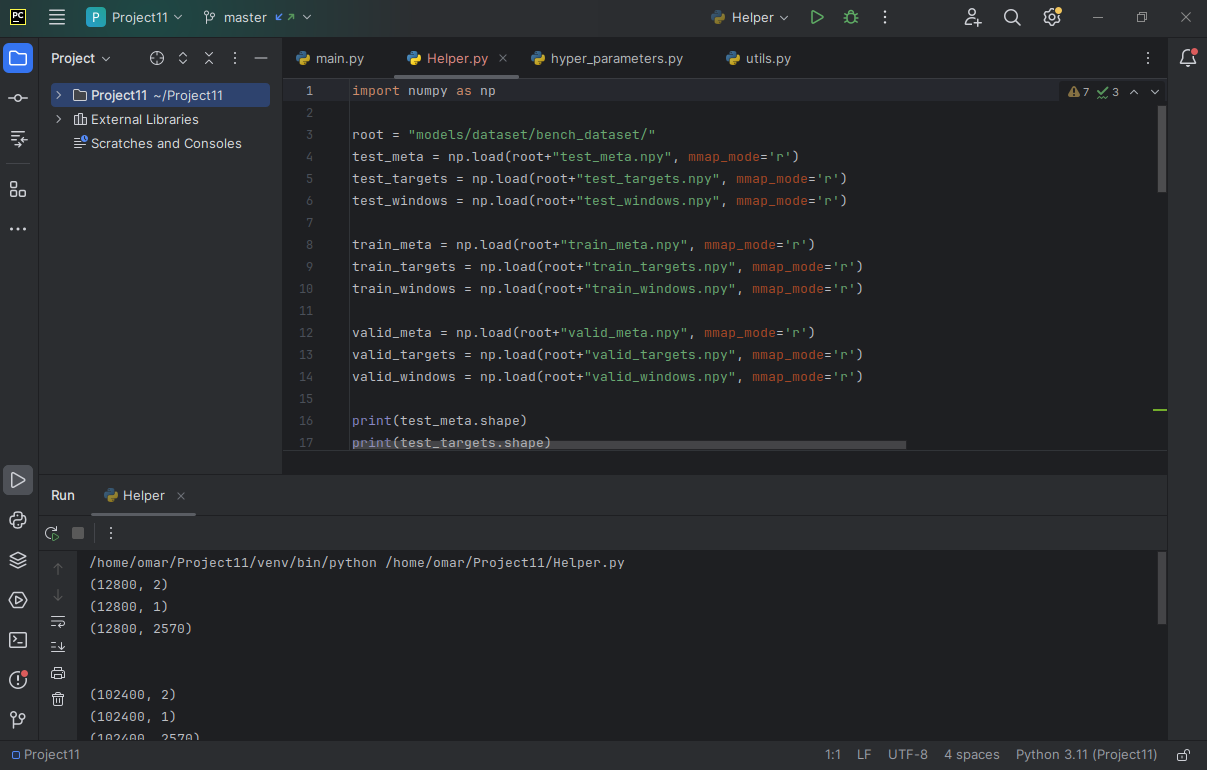 PC
P Project11
master
Helper
Project
main.py
Helper.py
hyper_parameters.py
utils.py
Project11 ~/Project11
External Libraries
Scratches and Consoles
7 3
1 import numpy as np
2
3 root = "models/dataset/bench_dataset/"
4 test_meta = np.load(root+"test_meta.npy", mmap_mode='r')
5 test_targets = np.load(root+"test_targets.npy", mmap_mode='r')
6 test_windows = np.load(root+"test_windows.npy", mmap_mode='r')
7
8 train_meta = np.load(root+"train_meta.npy", mmap_mode='r')
9 train_targets = np.load(root+"train_targets.npy", mmap_mode='r')
10 train_windows = np.load(root+"train_windows.npy", mmap_mode='r')
11
12 valid_meta = np.load(root+"valid_meta.npy", mmap_mode='r')
13 valid_targets = np.load(root+"valid_targets.npy", mmap_mode='r')
14 valid_windows = np.load(root+"valid_windows.npy", mmap_mode='r')
15
16 print(test_meta.shape)
17 print(test_targets.shape)
Run
Helper
/home/omar/Project11/venv/bin/python /home/omar/Project11/Helper.py
(12800, 2)
(12800, 1)
(12800, 2570)
(102400, 2)
(102400, 1)
(102400, 2570)
Project11
1:1 LF UTF-8 4 spaces Python 3.11 (Project11)